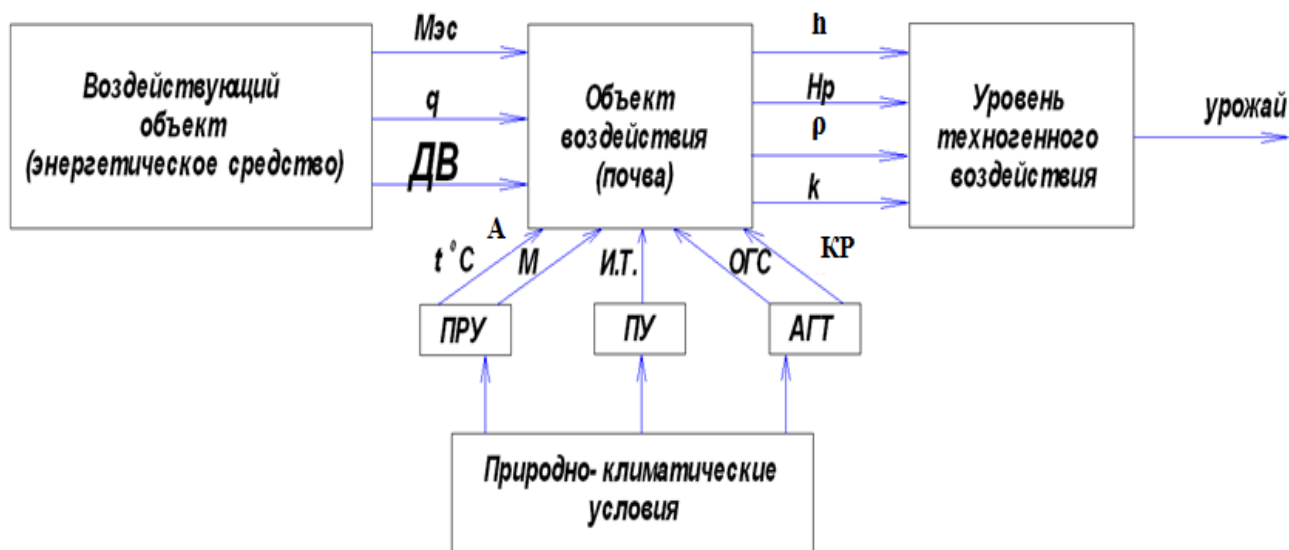 Воздействующий
объект
(энергетическое средство)
Мэс
q
ДВ
Объект
воздействия
(почва)
h
Нр
ρ
k
Уровень
техногенного
воздействия
урожай
t°C
А
М
И.Т.
ОГС
КР
ПРУ
ПУ
АГТ
Природно- климатические
условия